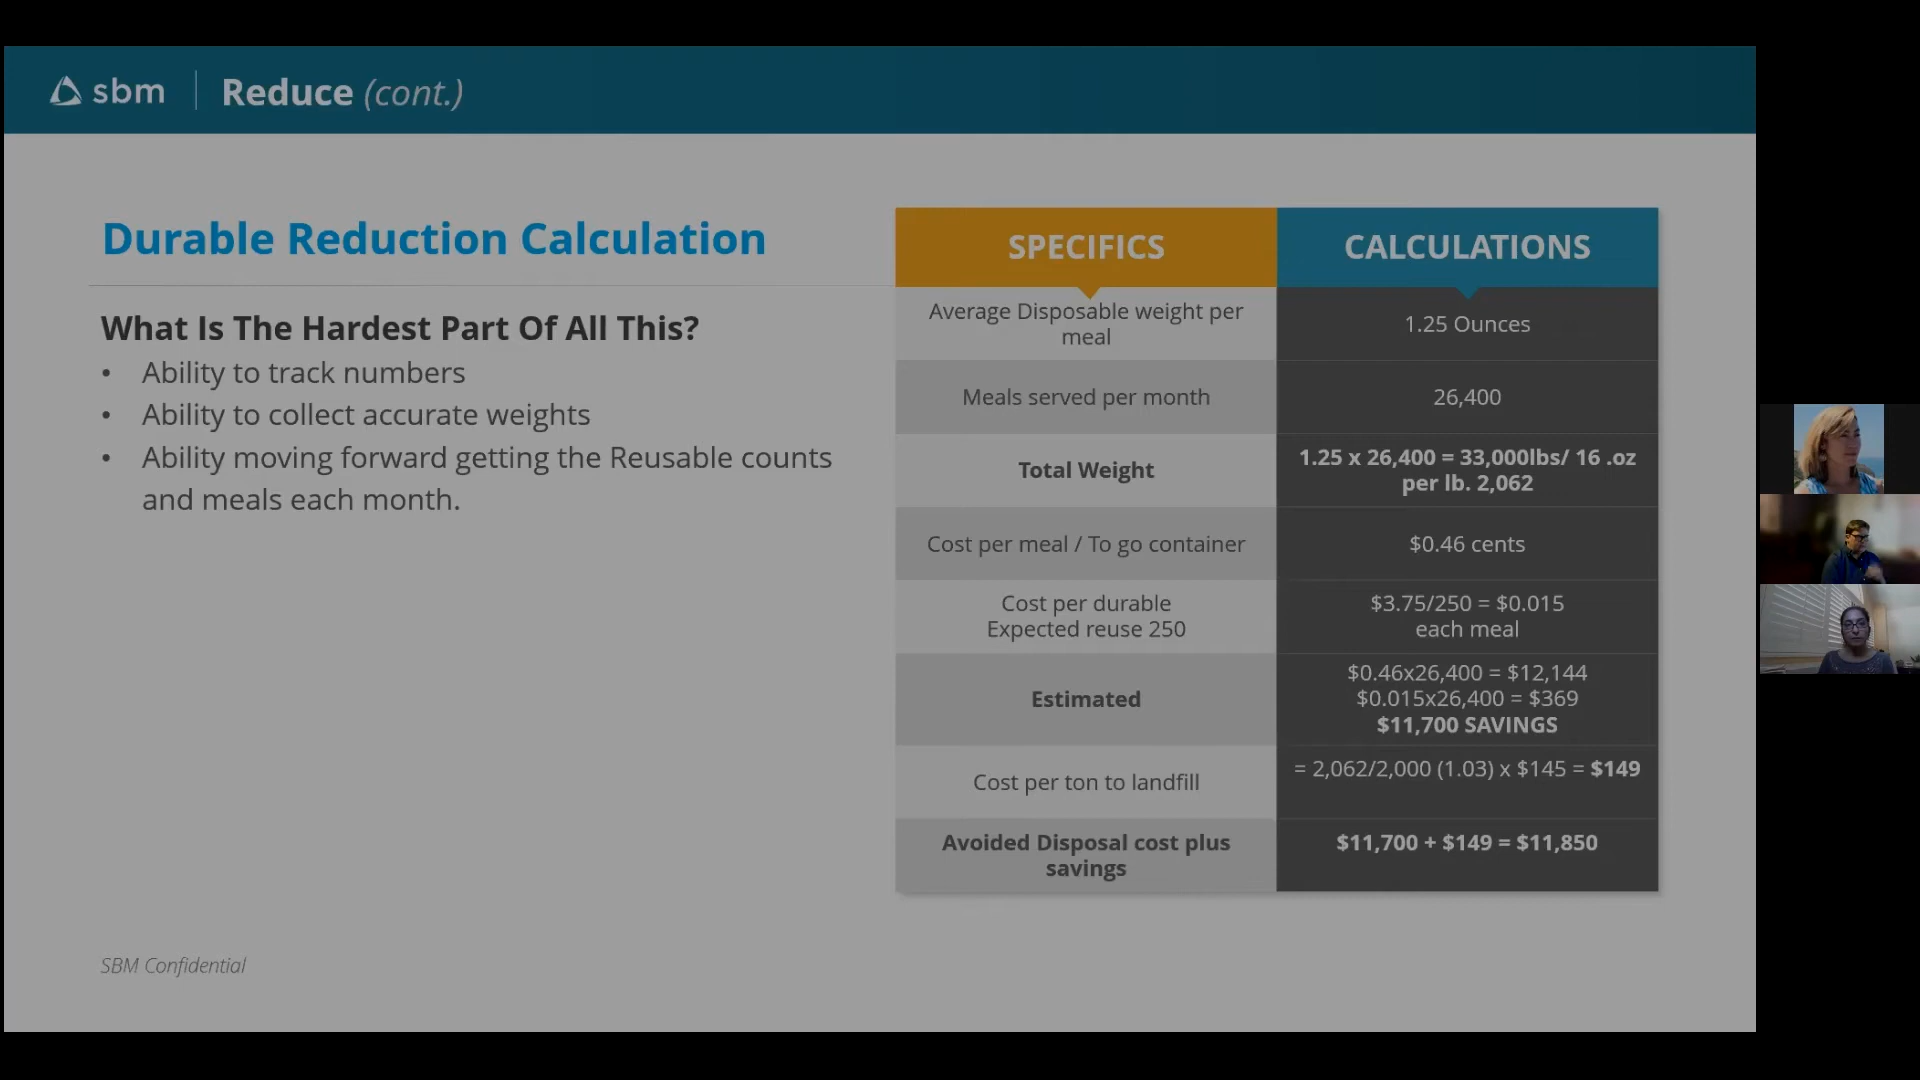 sbm
Reduce (cont.)
Durable Reduction Calculation
What Is The Hardest Part Of All This?
• Ability to track numbers
• Ability to collect accurate weights
• Ability moving forward getting the Reusable counts
and meals each month.
SPECIFICS
CALCULATIONS
Average Disposable weight per
meal
1.25 Ounces
Meals served per month
26,400
Total Weight
1.25 x 26,400 = 33,000lbs/ 16 .oz
per lb. 2,062
Cost per meal / To go container
$0.46 cents
Cost per durable
Expected reuse 250
$3.75/250 = $0.015
each meal
Estimated
$0.46x26,400 = $12,144
$0.015x26,400 = $369
$11,700 SAVINGS
Cost per ton to landfill
= 2,062/2,000 (1.03) x $145 = $149
Avoided Disposal cost plus
savings
$11,700 + $149 = $11,850
SBM Confidential